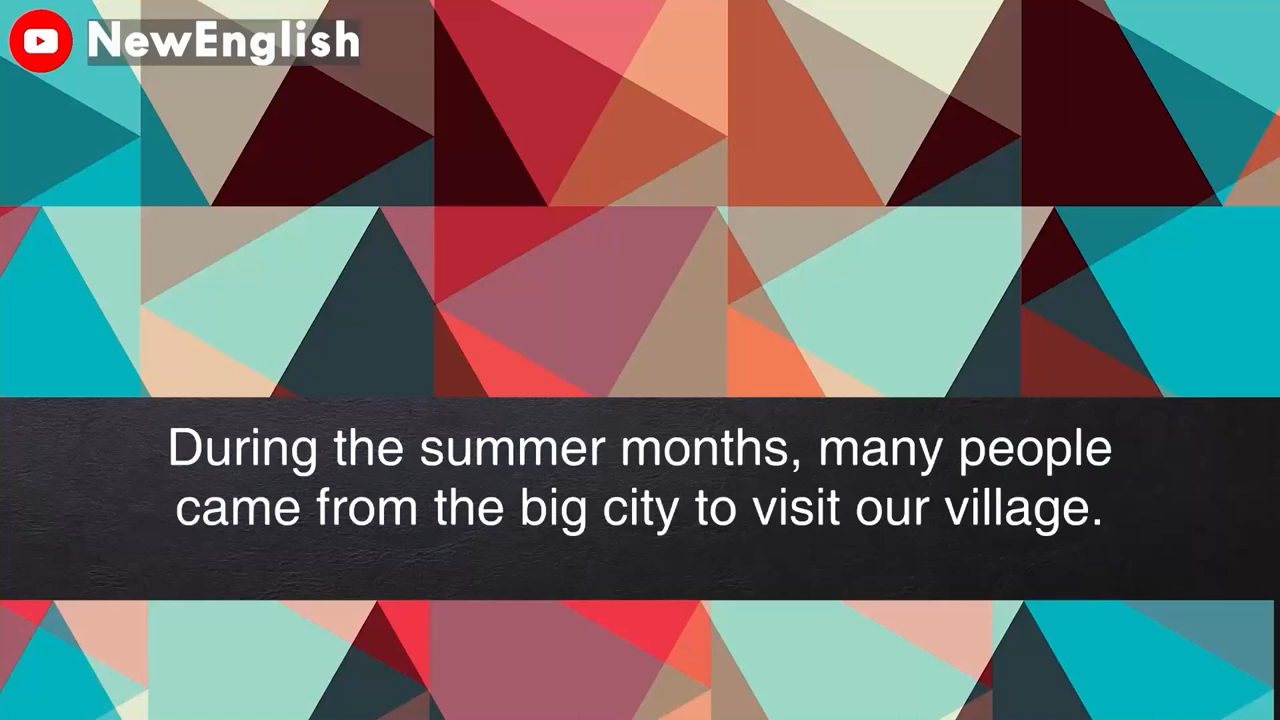 NewEnglish
During the summer months, many people
came from the big city to visit our village.